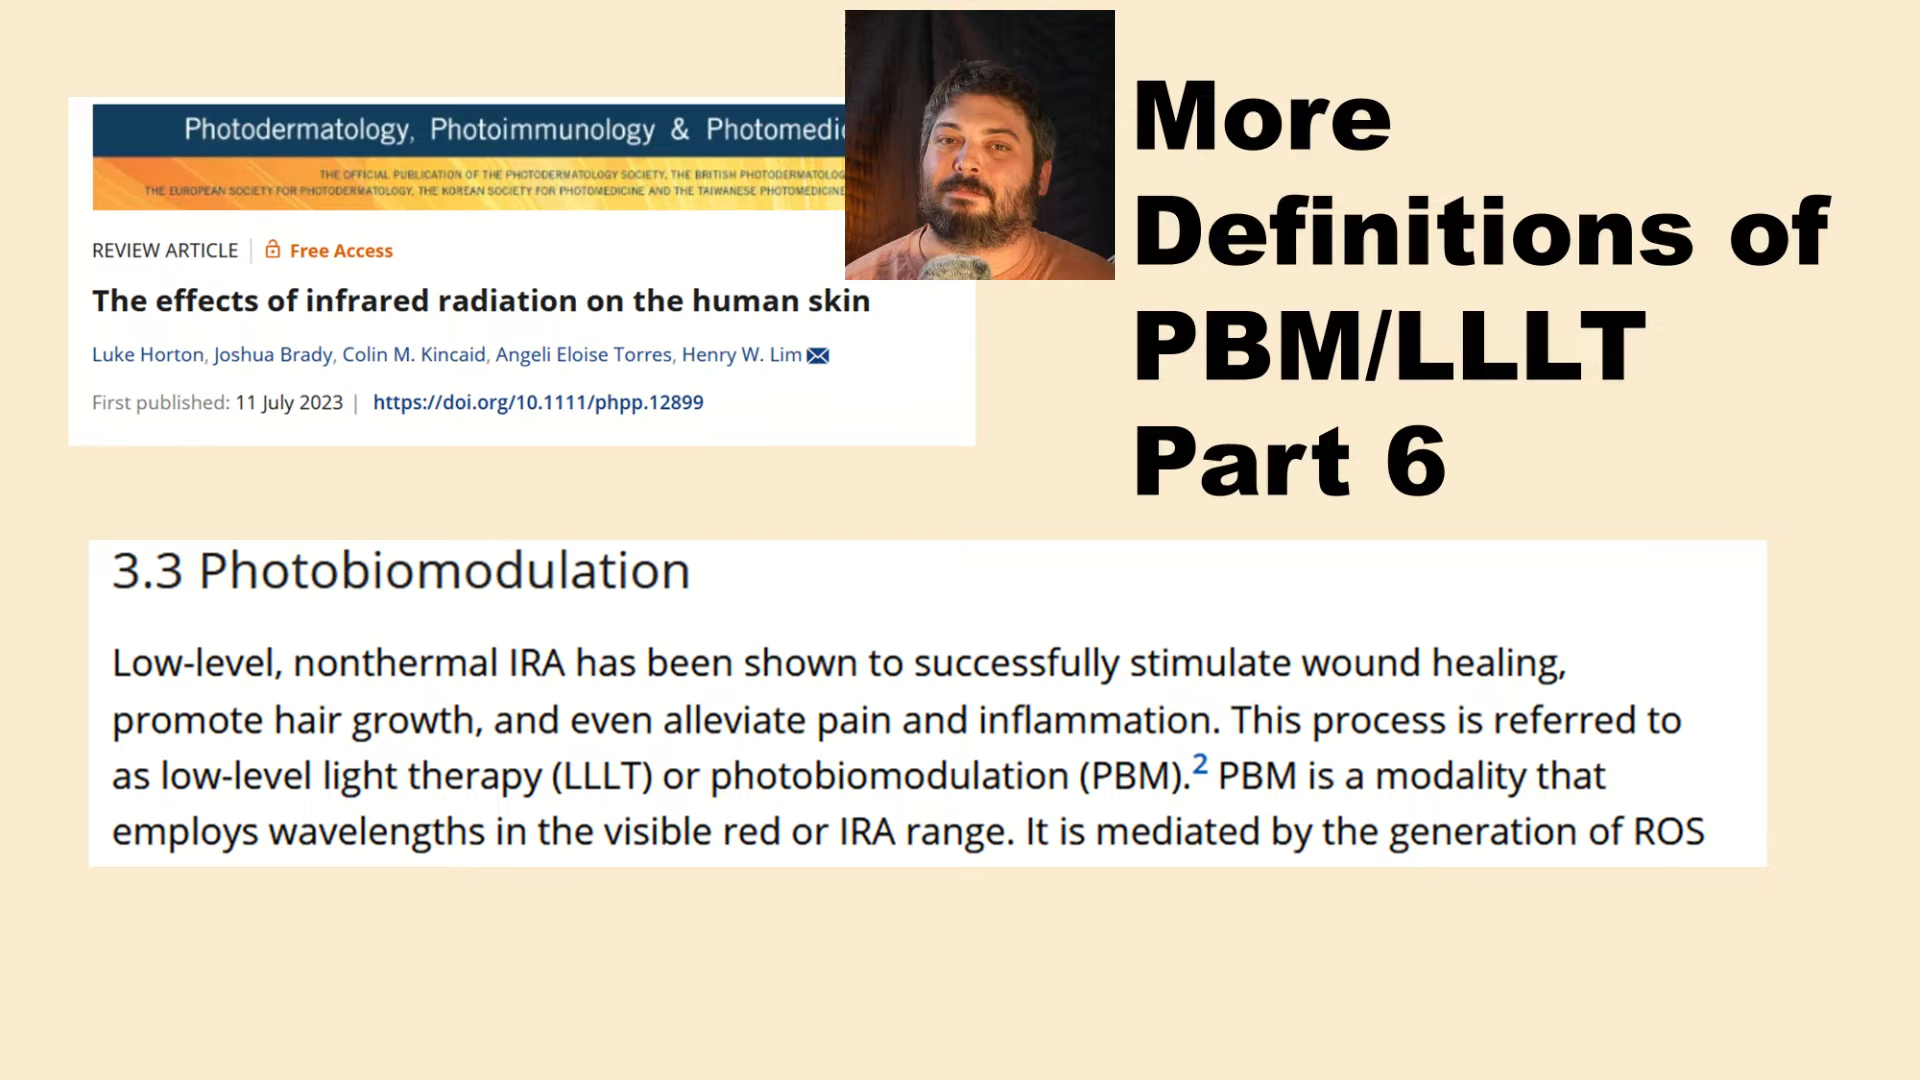 Photodermatology, Photoimmunology & Photomedic
THE OFFICIAL PUBLICATION OF THE PHOTODERMATOLOGY SOCIETY, THE BRITISH PHOTODERMATOLOG
THE EUROPEAN SOCIETY FOR PHOTODERMATOLOGY, THE KOREAN SOCIETY FOR PHOTOMEDICINE AND THE TAIWANESE PHOTOMEDICINE
REVIEW ARTICLE | Free Access
The effects of infrared radiation on the human skin
Luke Horton, Joshua Brady, Colin M. Kincaid, Angeli Eloise Torres, Henry W. Lim
First published: 11 July 2023 | https://doi.org/10.1111/phpp.12899
More
Definitions of
PBM/LLLT
Part 6
3.3 Photobiomodulation
Low-level, nonthermal IRA has been shown to successfully stimulate wound healing,
promote hair growth, and even alleviate pain and inflammation. This process is referred to
as low-level light therapy (LLLT) or photobiomodulation (PBM).2 PBM is a modality that
employs wavelengths in the visible red or IRA range. It is mediated by the generation of ROS